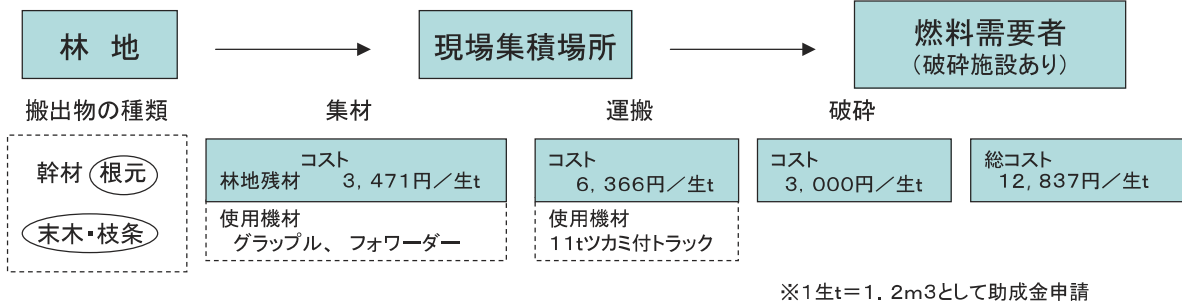 林 地
現場集積場所
燃料需要者
(破砕施設あり)
搬出物の種類
集材
運搬
破砕
幹材 根元
末木・枝条
コスト
林地残材 3，471円／生t
使用機材
グラップル、 フォワーダー
コスト
6，366円／生t
使用機材
11tツカミ付トラック
コスト
3，000円／生t
総コスト
12，837円／生t
※1生t＝1．2m3として助成金申請